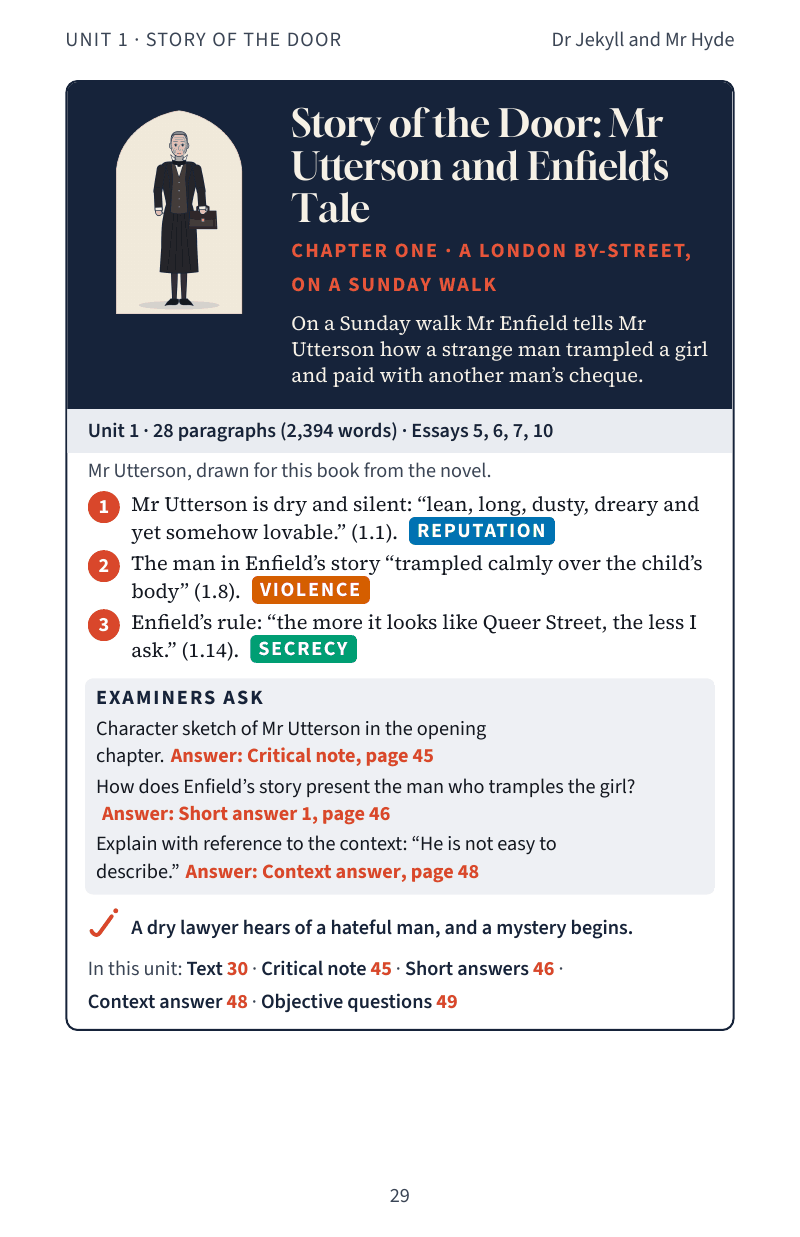 UNIT 1 · STORY OF THE DOOR
Dr Jekyll and Mr Hyde
Story of the Door: Mr
Utterson and Enfield’s
Tale
CHAPTER ONE · A LONDON BY-STREET,
ON A SUNDAY WALK
On a Sunday walk Mr Enfield tells Mr
Utterson how a strange man trampled a girl
and paid with another man’s cheque.
Unit 1 · 28 paragraphs (2,394 words) · Essays 5, 6, 7, 10
Mr Utterson, drawn for this book from the novel.
1 Mr Utterson is dry and silent: “lean, long, dusty, dreary and
yet somehow lovable.” (1.1). REPUTATION
2 The man in Enfield’s story “trampled calmly over the child’s
body” (1.8). VIOLENCE
3 Enfield’s rule: “the more it looks like Queer Street, the less I
ask.” (1.14). SECRECY
EXAMINERS ASK
Character sketch of Mr Utterson in the opening
chapter. Answer: Critical note, page 45
How does Enfield’s story present the man who tramples the girl?
Answer: Short answer 1, page 46
Explain with reference to the context: “He is not easy to
describe.” Answer: Context answer, page 48
A dry lawyer hears of a hateful man, and a mystery begins.
In this unit: Text 30 · Critical note 45 · Short answers 46 ·
Context answer 48 · Objective questions 49
29